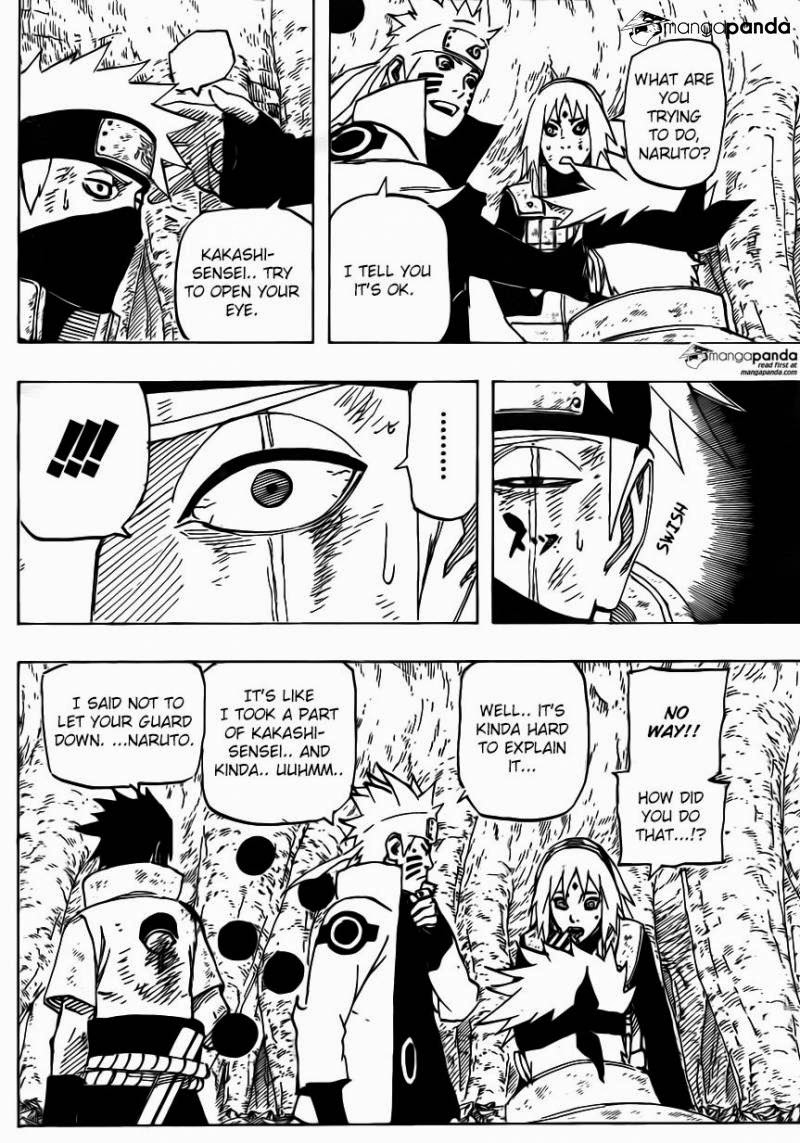 mangapanda
WHAT ARE
YOU
TRYING
TO DO,
NARUTO?
I TELL YOU
IT'S OK.
KAKASHI-
SENSEI.. TRY
TO OPEN YOUR
EYE.
mangapanda
read first at
mangapanda.com
SWISH
スッ
.........
!!!!
NO
WAY!!
HOW DID
YOU DO
THAT...!?
WELL.. IT'S
KINDA HARD
TO EXPLAIN
IT...
IT'S LIKE
I TOOK A PART
OF KAKASHI-
SENSEI.. AND
KINDA.. UUHMM..
I SAID NOT TO
LET YOUR GUARD
DOWN. ...NARUTO.